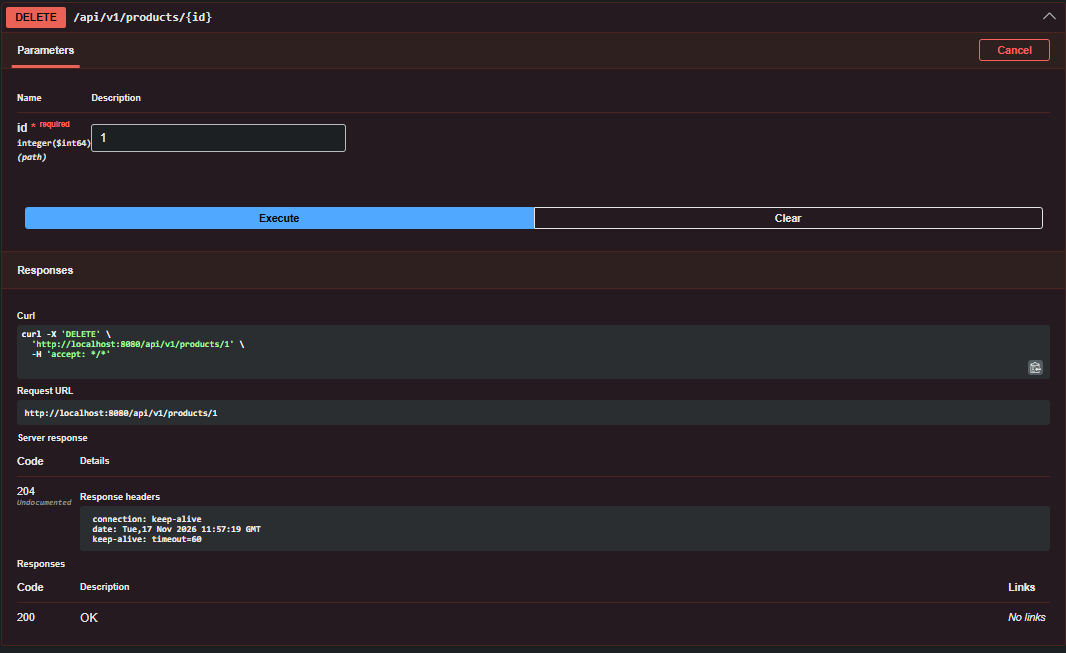 DELETE /api/v1/products/{id}
Parameters
Cancel
Name Description
id * required
integer($int64)
(path)
1
Execute Clear
Responses
Curl
curl -X 'DELETE' \
'http://localhost:8080/api/v1/products/1' \
-H 'accept: */*'
Request URL
http://localhost:8080/api/v1/products/1
Server response
Code Details
204
Undocumented
Response headers
connection: keep-alive
date: Tue,17 Nov 2026 11:57:19 GMT
keep-alive: timeout=60
Responses
Code Description Links
200 OK No links